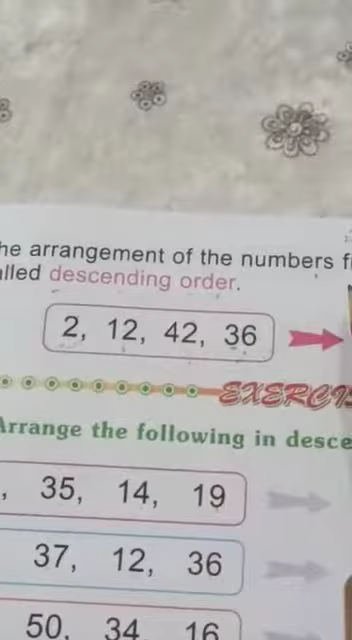 he arrangement of the numbers f
lled descending order.
2, 12, 42, 36
EXERC
Arrange the following in desce
, 35, 14, 19
37, 12, 36
50, 34, 16